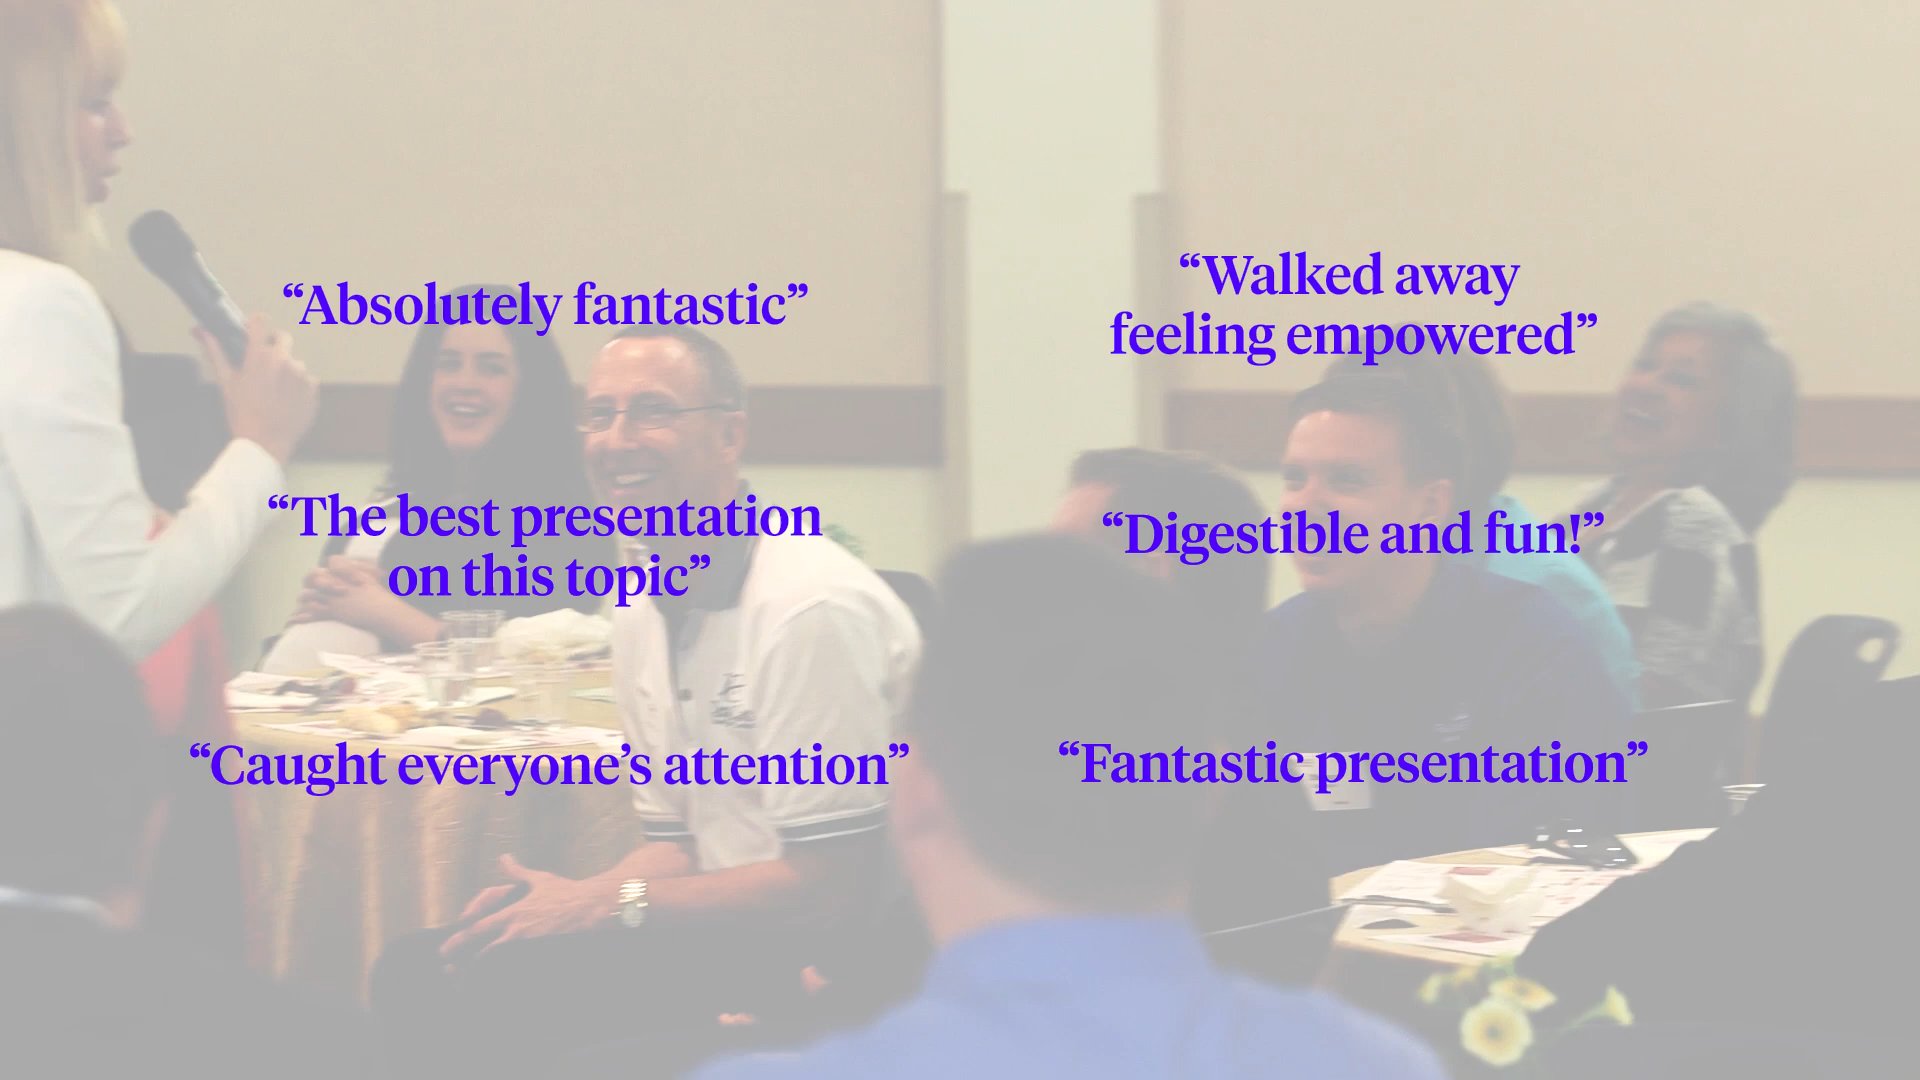 “Absolutely fantastic”
“Walked away
feeling empowered”
“The best presentation
on this topic”
“Digestible and fun!”
“Caught everyone’s attention”
“Fantastic presentation”